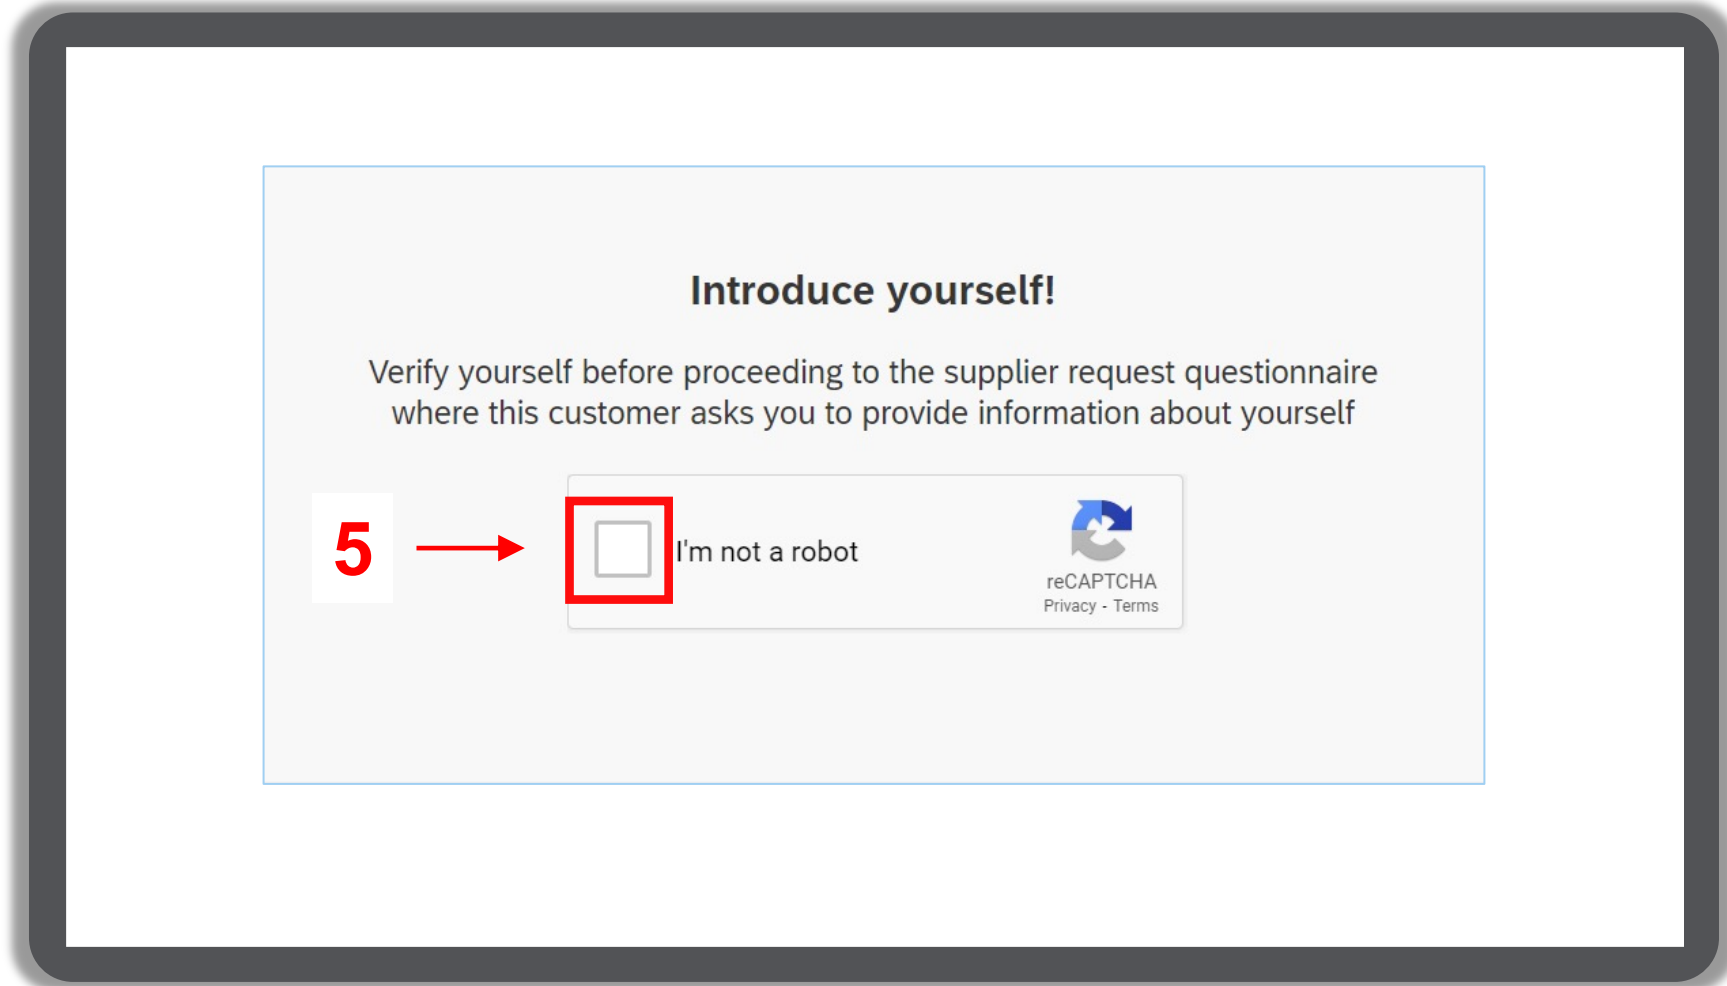 Introduce yourself!
Verify yourself before proceeding to the supplier request questionnaire
where this customer asks you to provide information about yourself
5
I'm not a robot
reCAPTCHA
Privacy - Terms